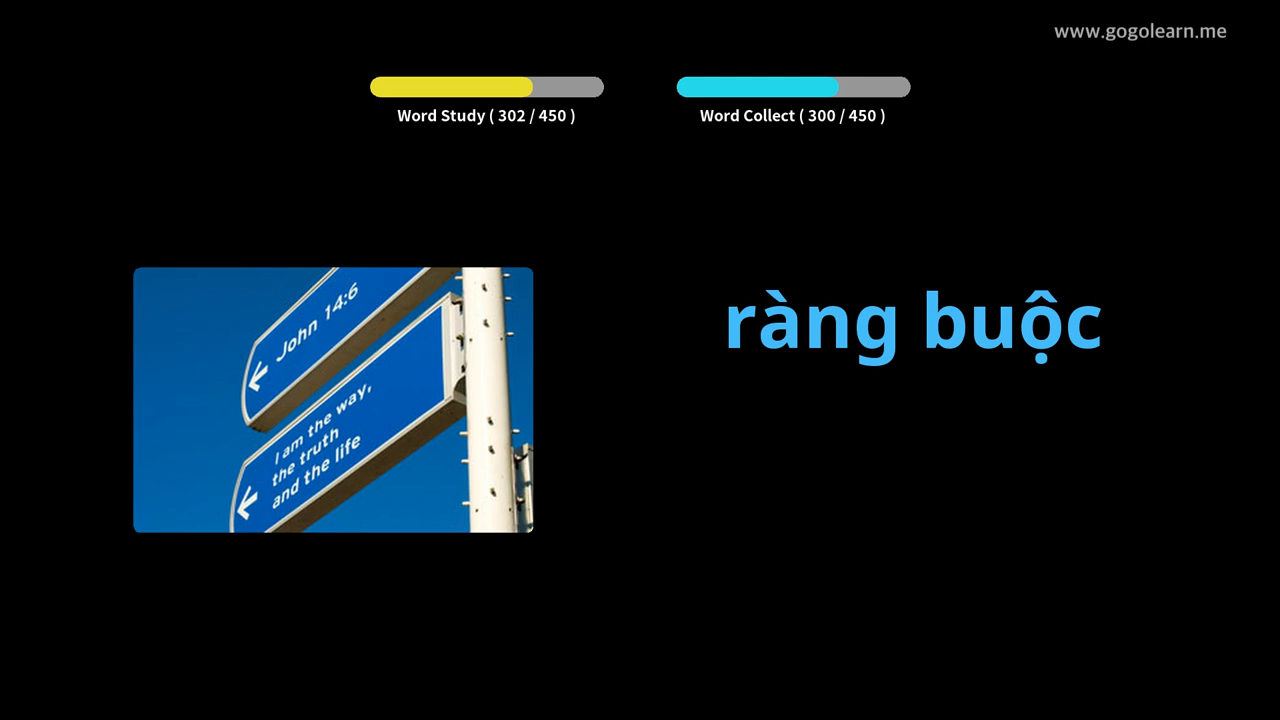 www.gogolearn.me
Word Study ( 302 / 450 )
Word Collect ( 300 / 450 )
John 14:6
I am the way,
the truth
and the life
ràng buộc